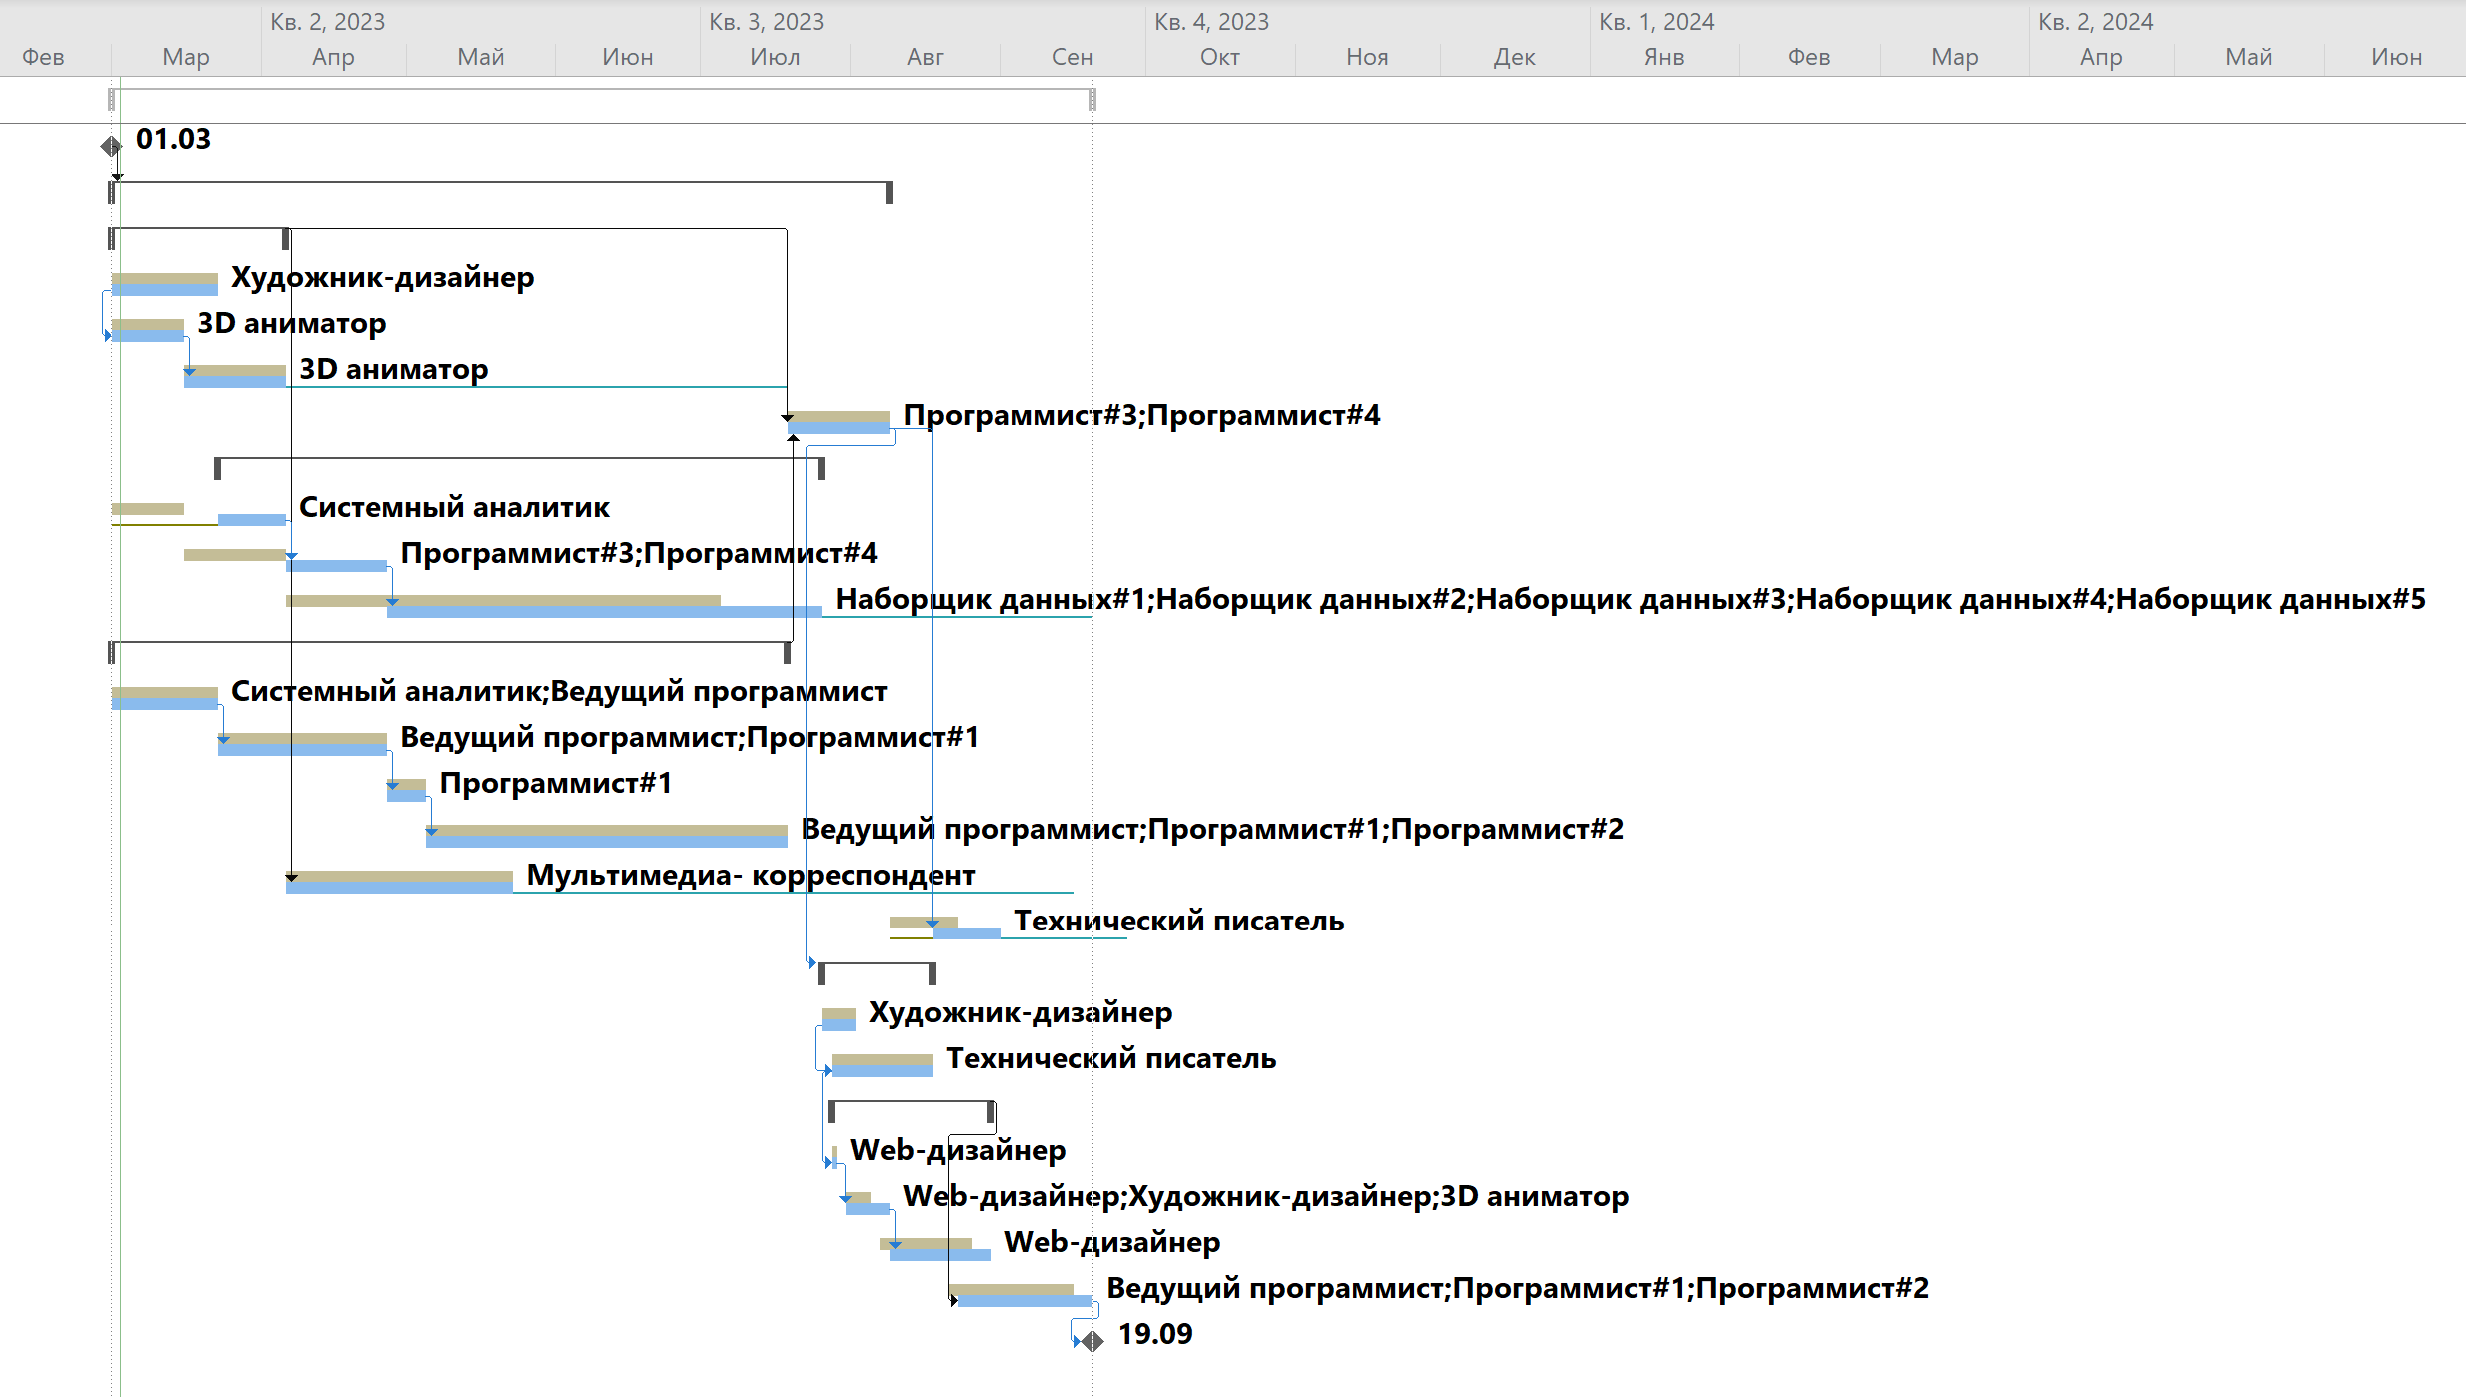 Кв. 2, 2023 Кв. 3, 2023 Кв. 4, 2023 Кв. 1, 2024 Кв. 2, 2024
Фев Мар Апр Май Июн Июл Авг Сен Окт Ноя Дек Янв Фев Мар Апр Май Июн
01.03
Художник-дизайнер
3D аниматор
3D аниматор
Программист#3;Программист#4
Системный аналитик
Программист#3;Программист#4
Наборщик данных#1;Наборщик данных#2;Наборщик данных#3;Наборщик данных#4;Наборщик данных#5
Системный аналитик;Ведущий программист
Ведущий программист;Программист#1
Программист#1
Ведущий программист;Программист#1;Программист#2
Мультимедиа- корреспондент
Технический писатель
Художник-дизайнер
Технический писатель
Web-дизайнер
Web-дизайнер;Художник-дизайнер;3D аниматор
Web-дизайнер
Ведущий программист;Программист#1;Программист#2
19.09